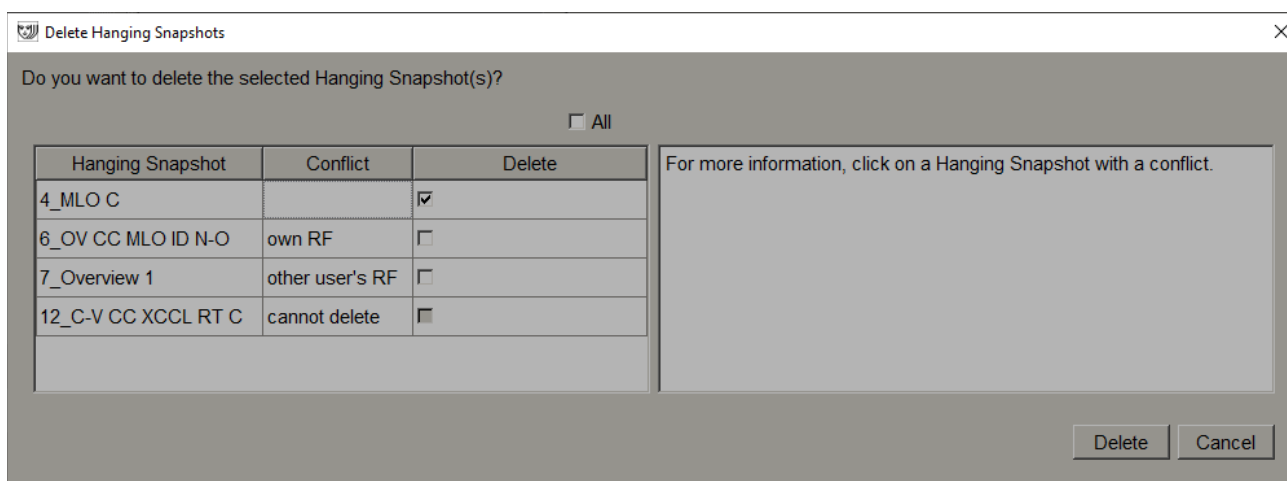 Delete Hanging Snapshots
Do you want to delete the selected Hanging Snapshot(s)?
All
Hanging Snapshot Conflict Delete
4_MLO C
6_OV CC MLO ID N-O own RF
7_Overview 1 other user's RF
12_C-V CC XCCL RT C cannot delete
For more information, click on a Hanging Snapshot with a conflict.
Delete Cancel